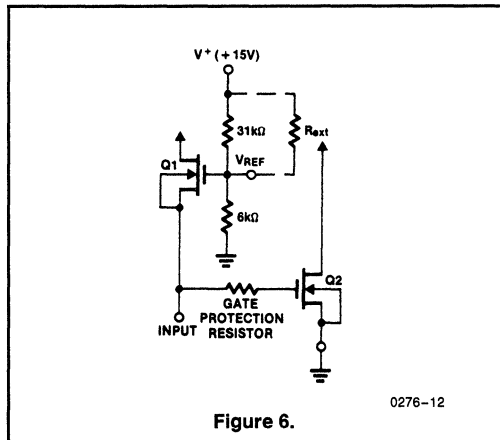 V+ (+15V)
31kΩ
Rext
Q1
VREF
6kΩ
Q2
GATE
PROTECTION
RESISTOR
INPUT
0276-12
Figure 6.